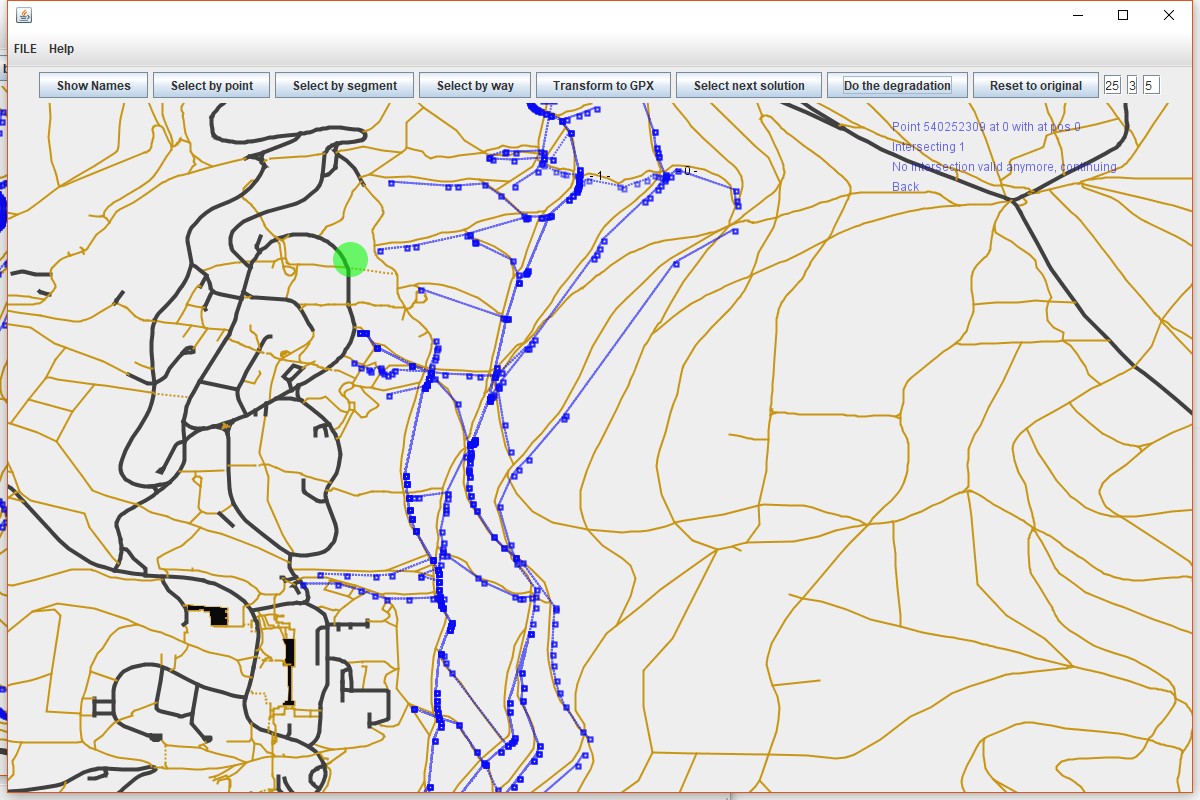 FILE Help
Show Names Select by point Select by segment Select by way Transform to GPX Select next solution Do the degradation Reset to original 25 3 5
Point 540252309 at 0 with at pos 0
Intersecting 1
No intersection valid anymore, continuing
Back
- 1 -
- 0 -